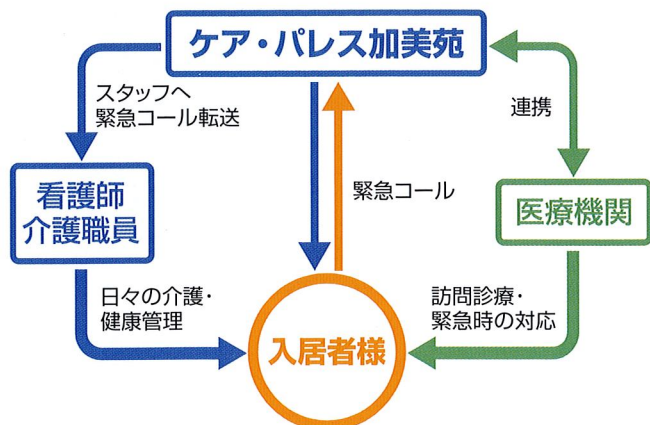 ケア・パレス加美苑
スタッフへ
緊急コール転送
連携
緊急コール
看護師
介護職員
医療機関
日々の介護・
健康管理
訪問診療・
緊急時の対応
入居者様